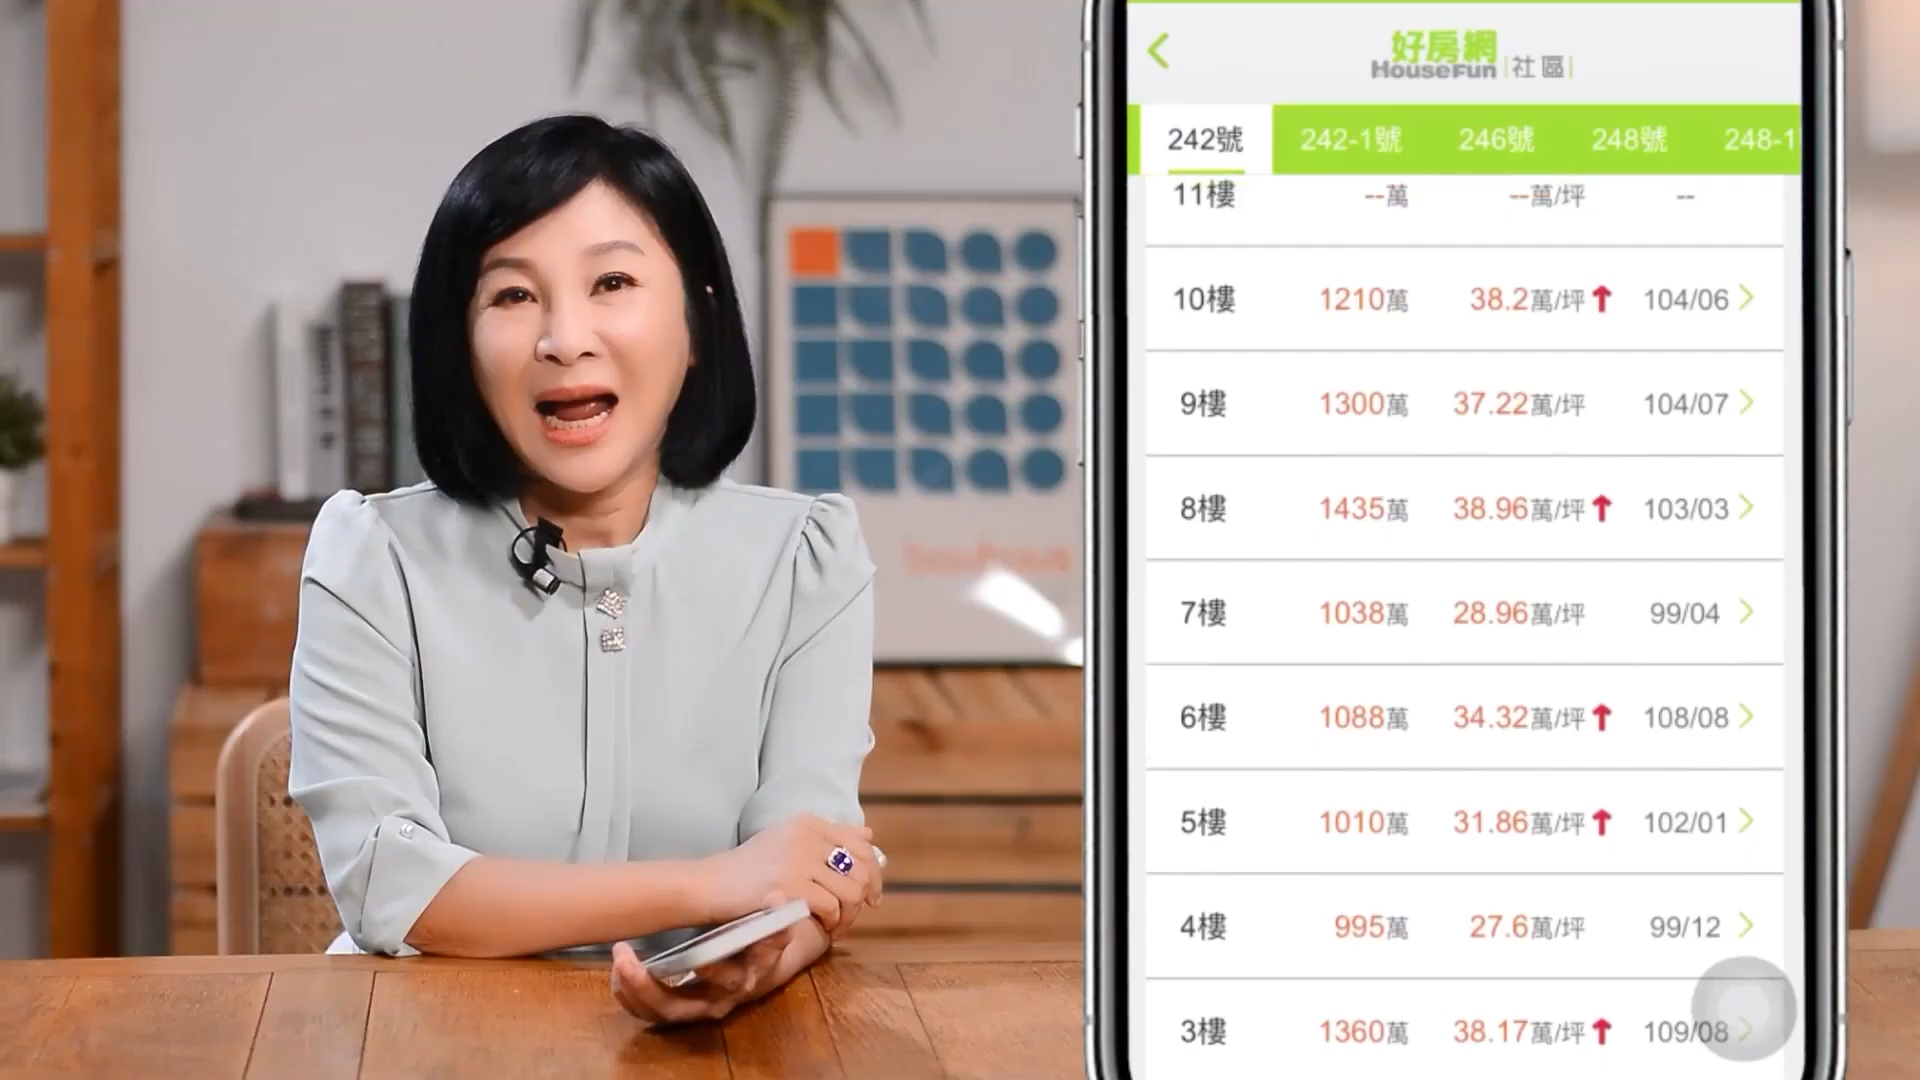 好房網
HouseFun 社區
242號 242-1號 246號 248號 248-1
11樓 --萬 --萬/坪 --
10樓 1210萬 38.2萬/坪 104/06
9樓 1300萬 37.22萬/坪 104/07
8樓 1435萬 38.96萬/坪 103/03
7樓 1038萬 28.96萬/坪 99/04
6樓 1088萬 34.32萬/坪 108/08
5樓 1010萬 31.86萬/坪 102/01
4樓 995萬 27.6萬/坪 99/12
3樓 1360萬 38.17萬/坪 109/08